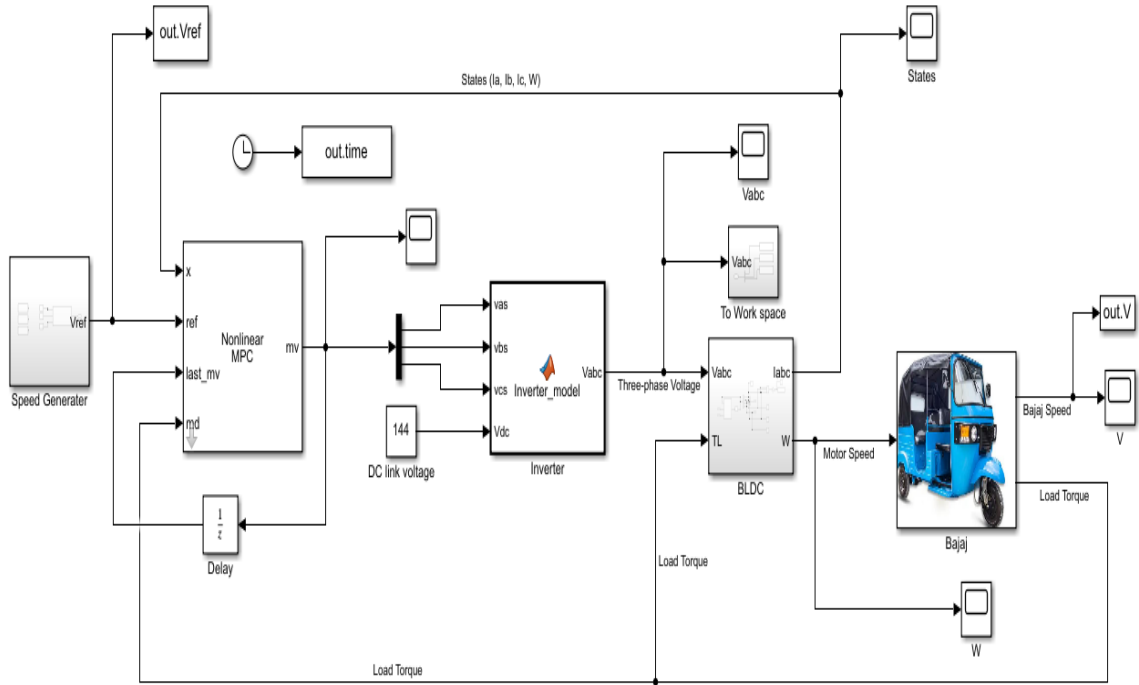 out.Vref
States
States (Ia, Ib, Ic, W)
out.time
Vabc
x
Vref
ref
Nonlinear
MPC
mv
last_mv
md
Speed Generater
vas
vbs
vcs
Vdc
Inverter_model
Vabc
Inverter
144
DC link voltage
1
z
Delay
Vabc
To Work space
Three-phase Voltage
Vabc
Iabc
TL
W
BLDC
Motor Speed
out.V
Bajaj Speed
V
Load Torque
Bajaj
Load Torque
W
Load Torque